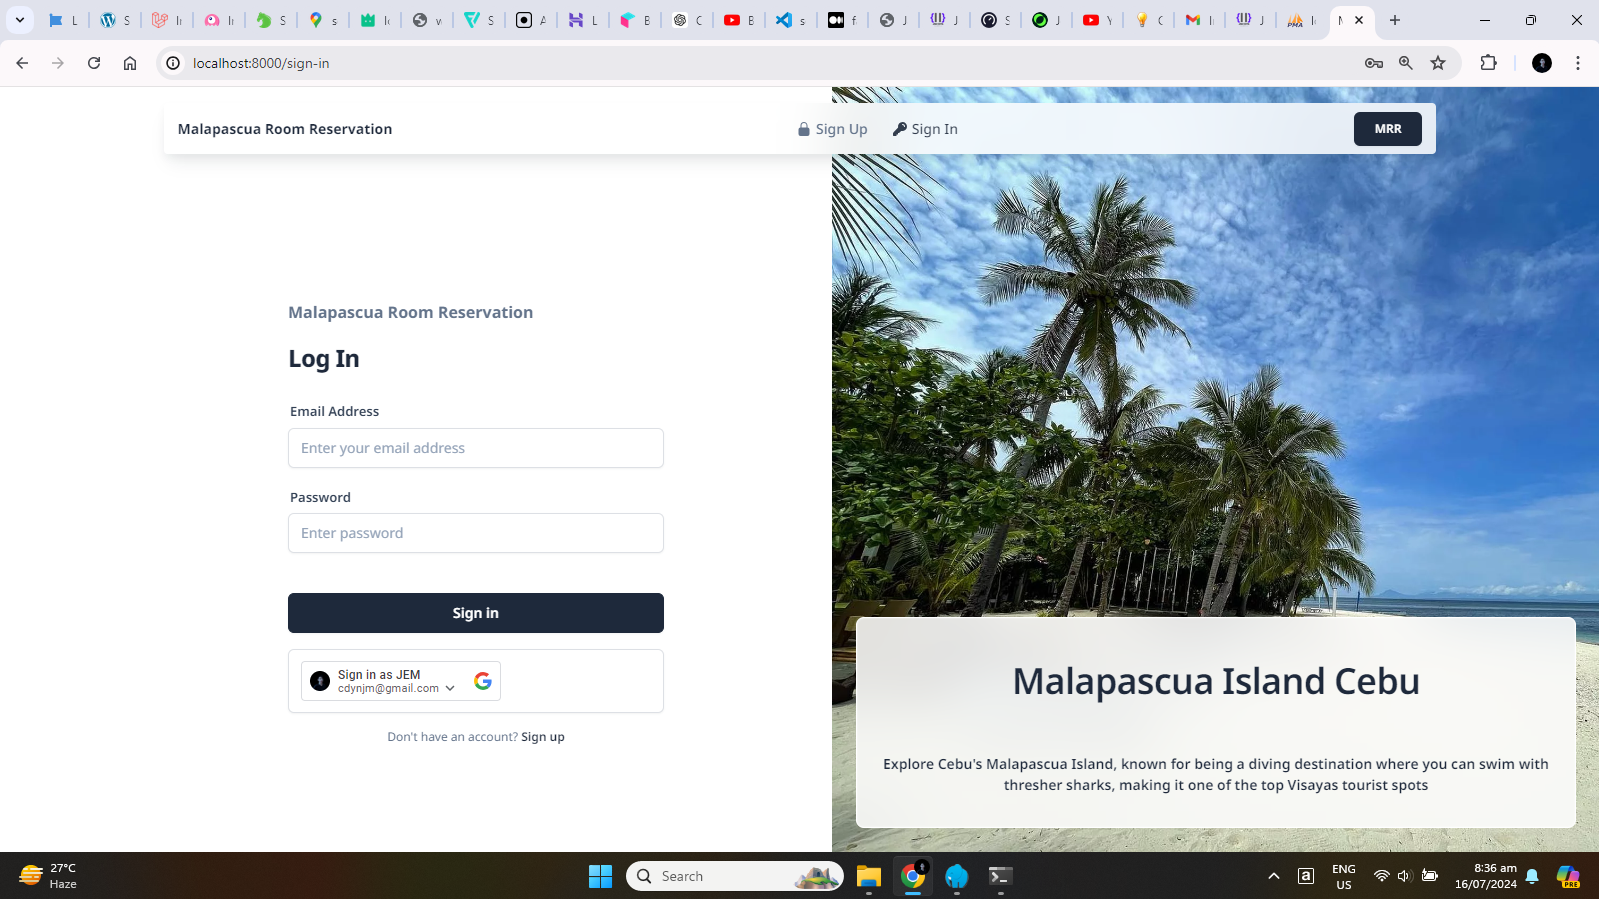 L
S
S
S
L
B
C
B
S
J
J
S
J
Y
C
J
localhost:8000/sign-in
Malapascua Room Reservation
Sign Up
Sign In
MRR
Malapascua Room Reservation
Log In
Email Address
Enter your email address
Password
Enter password
Sign in
Sign in as JEM
cdynjm@gmail.com
Don't have an account? Sign up
Malapascua Island Cebu
Explore Cebu's Malapascua Island, known for being a diving destination where you can swim with
thresher sharks, making it one of the top Visayas tourist spots
27°C
Haze
Search
ENG
US
8:36 am
16/07/2024
PRE